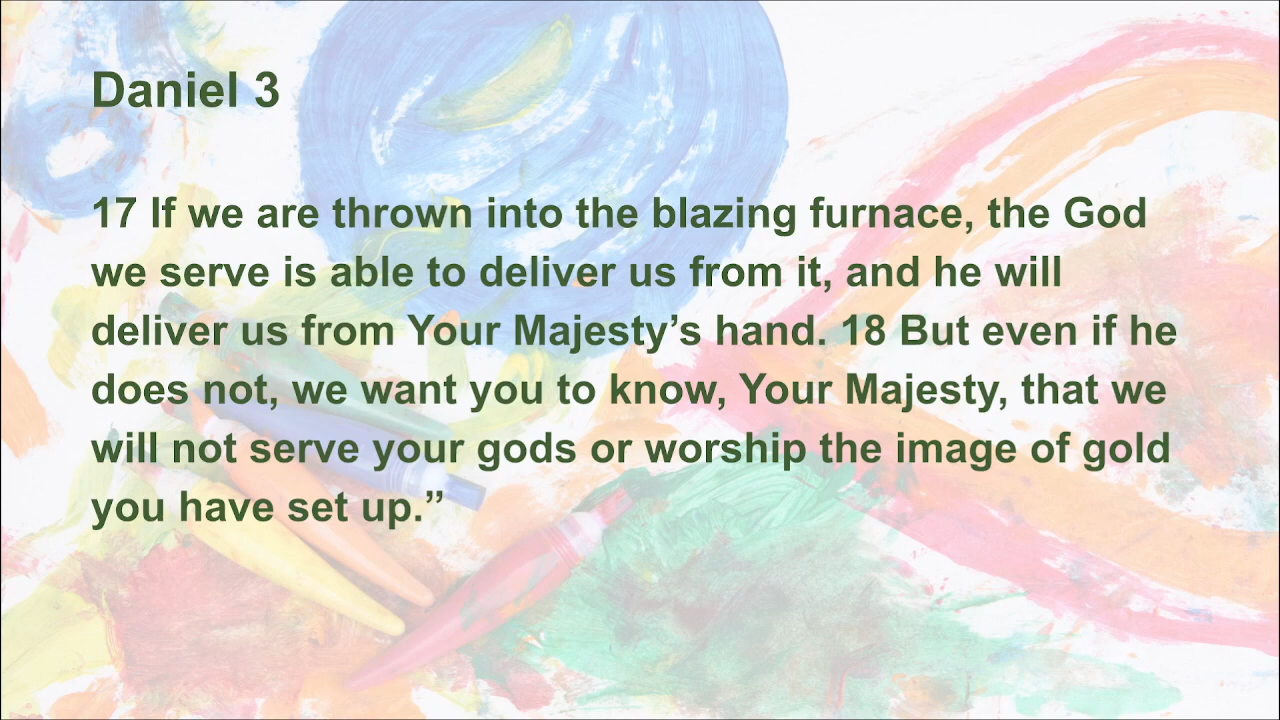 Daniel 3
17 If we are thrown into the blazing furnace, the God
we serve is able to deliver us from it, and he will
deliver us from Your Majesty’s hand. 18 But even if he
does not, we want you to know, Your Majesty, that we
will not serve your gods or worship the image of gold
you have set up.”